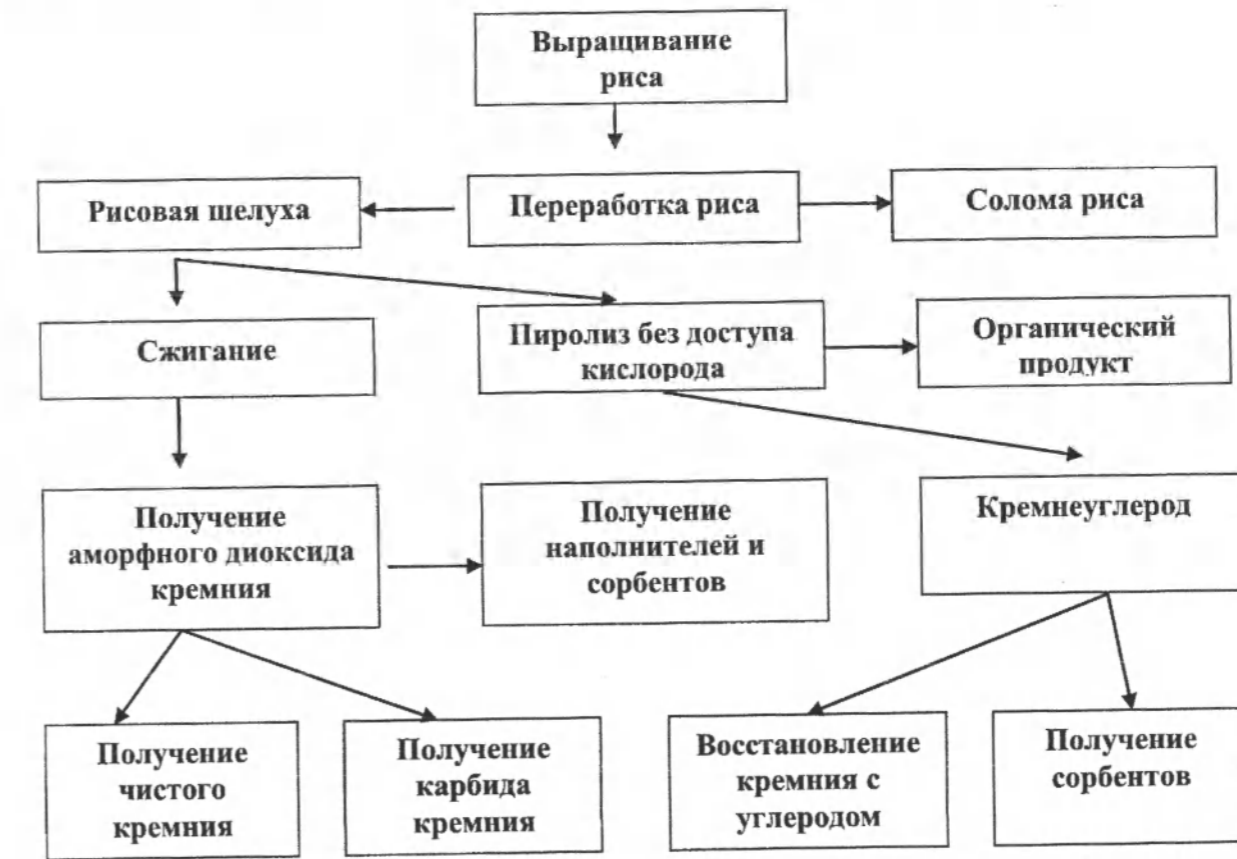 Выращивание
риса
Рисовая шелуха
Переработка риса
Солома риса
Сжигание
Пиролиз без доступа
кислорода
Органический
продукт
Получение
аморфного диоксида
кремния
Получение
наполнителей и
сорбентов
Кремнеуглерод
Получение
чистого
кремния
Получение
карбида
кремния
Восстановление
кремния с
углеродом
Получение
сорбентов